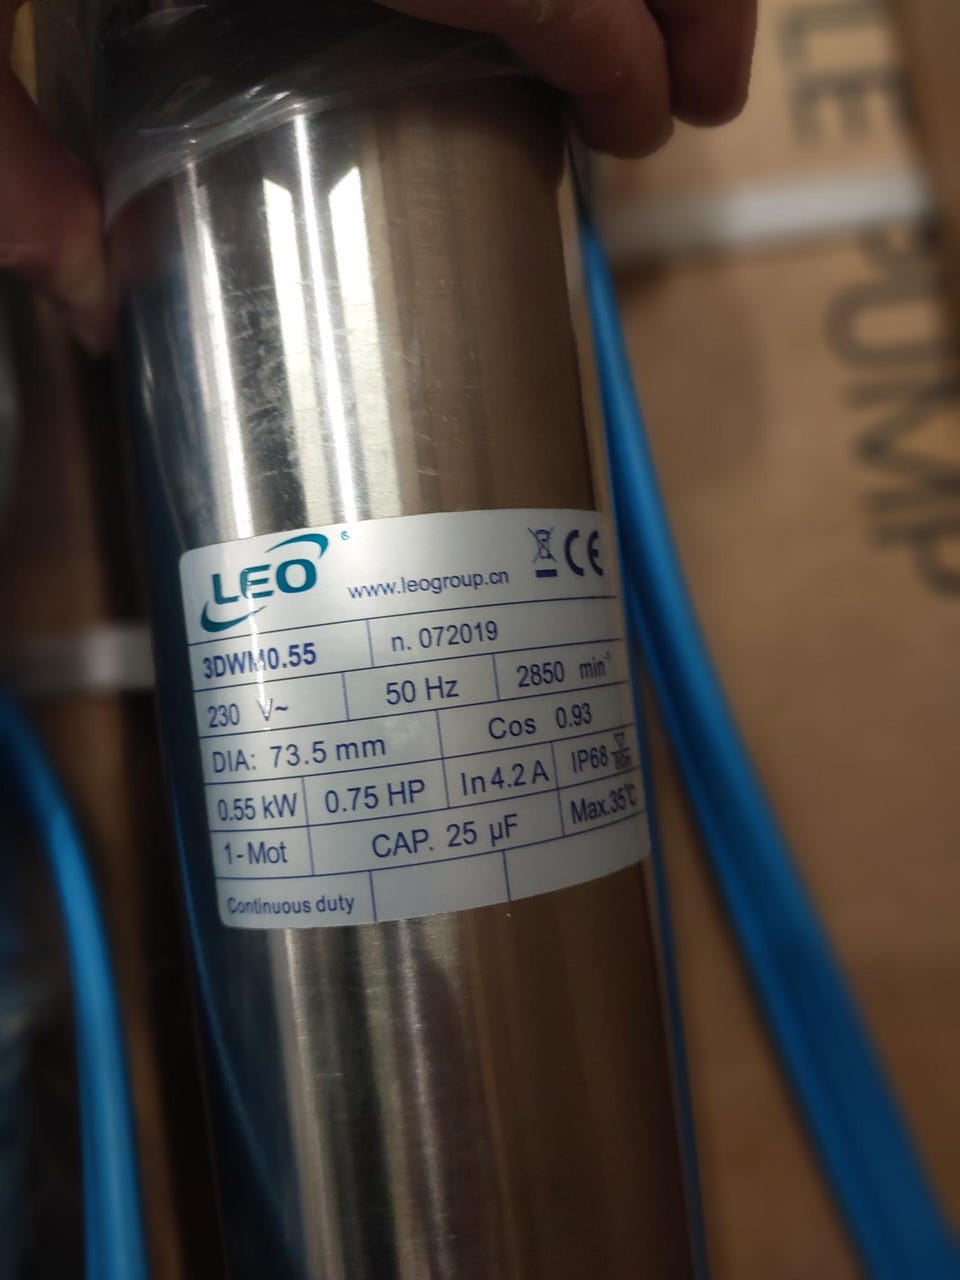 LE
PUMP
LEO
www.leogroup.cn
CE
3DWM0.55 n. 072019
230 V~ 50 Hz 2850 min⁻¹
DIA: 73.5 mm Cos 0.93
0.55 kW 0.75 HP In 4.2 A IP68
1-Mot CAP. 25 µF Max.35℃
Continuous duty